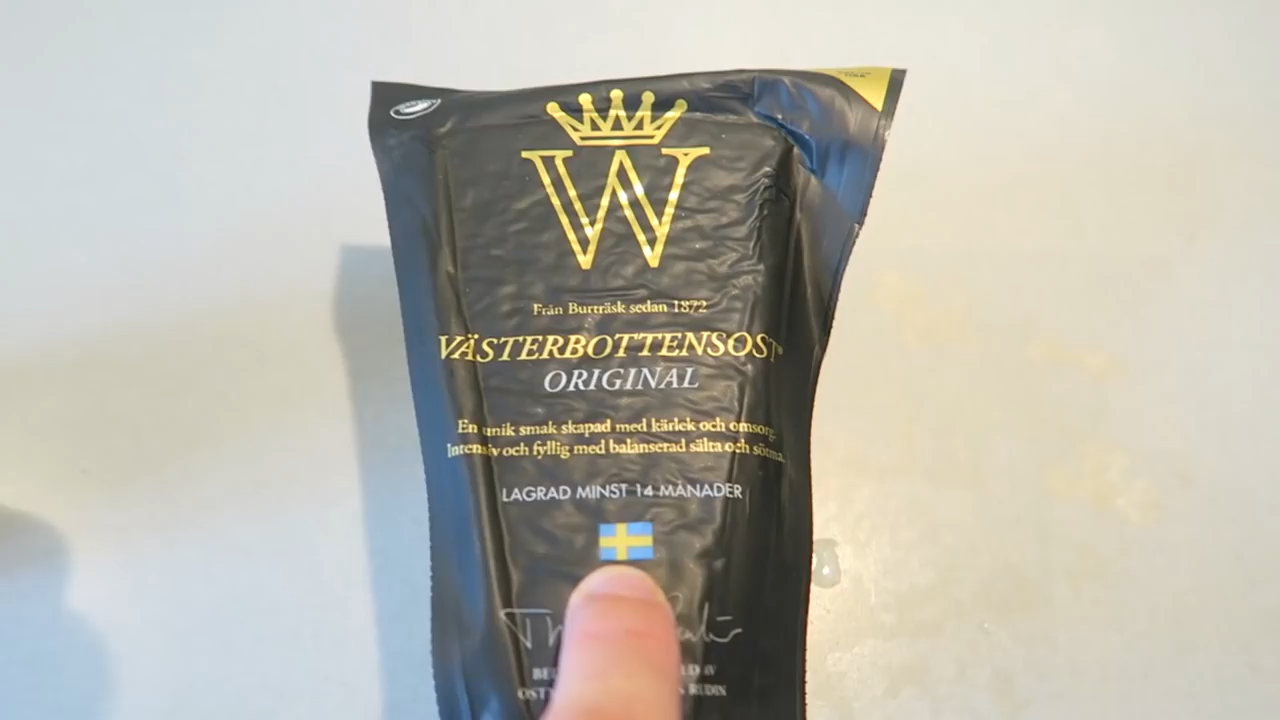 W
Från Burträsk sedan 1872
VÄSTERBOTTENSOST®
ORIGINAL
En unik smak skapad med kärlek och omsorg.
Intensiv och fyllig med balanserad sälta och sötma.
LAGRAD MINST 14 MÅNADER
RUDIN